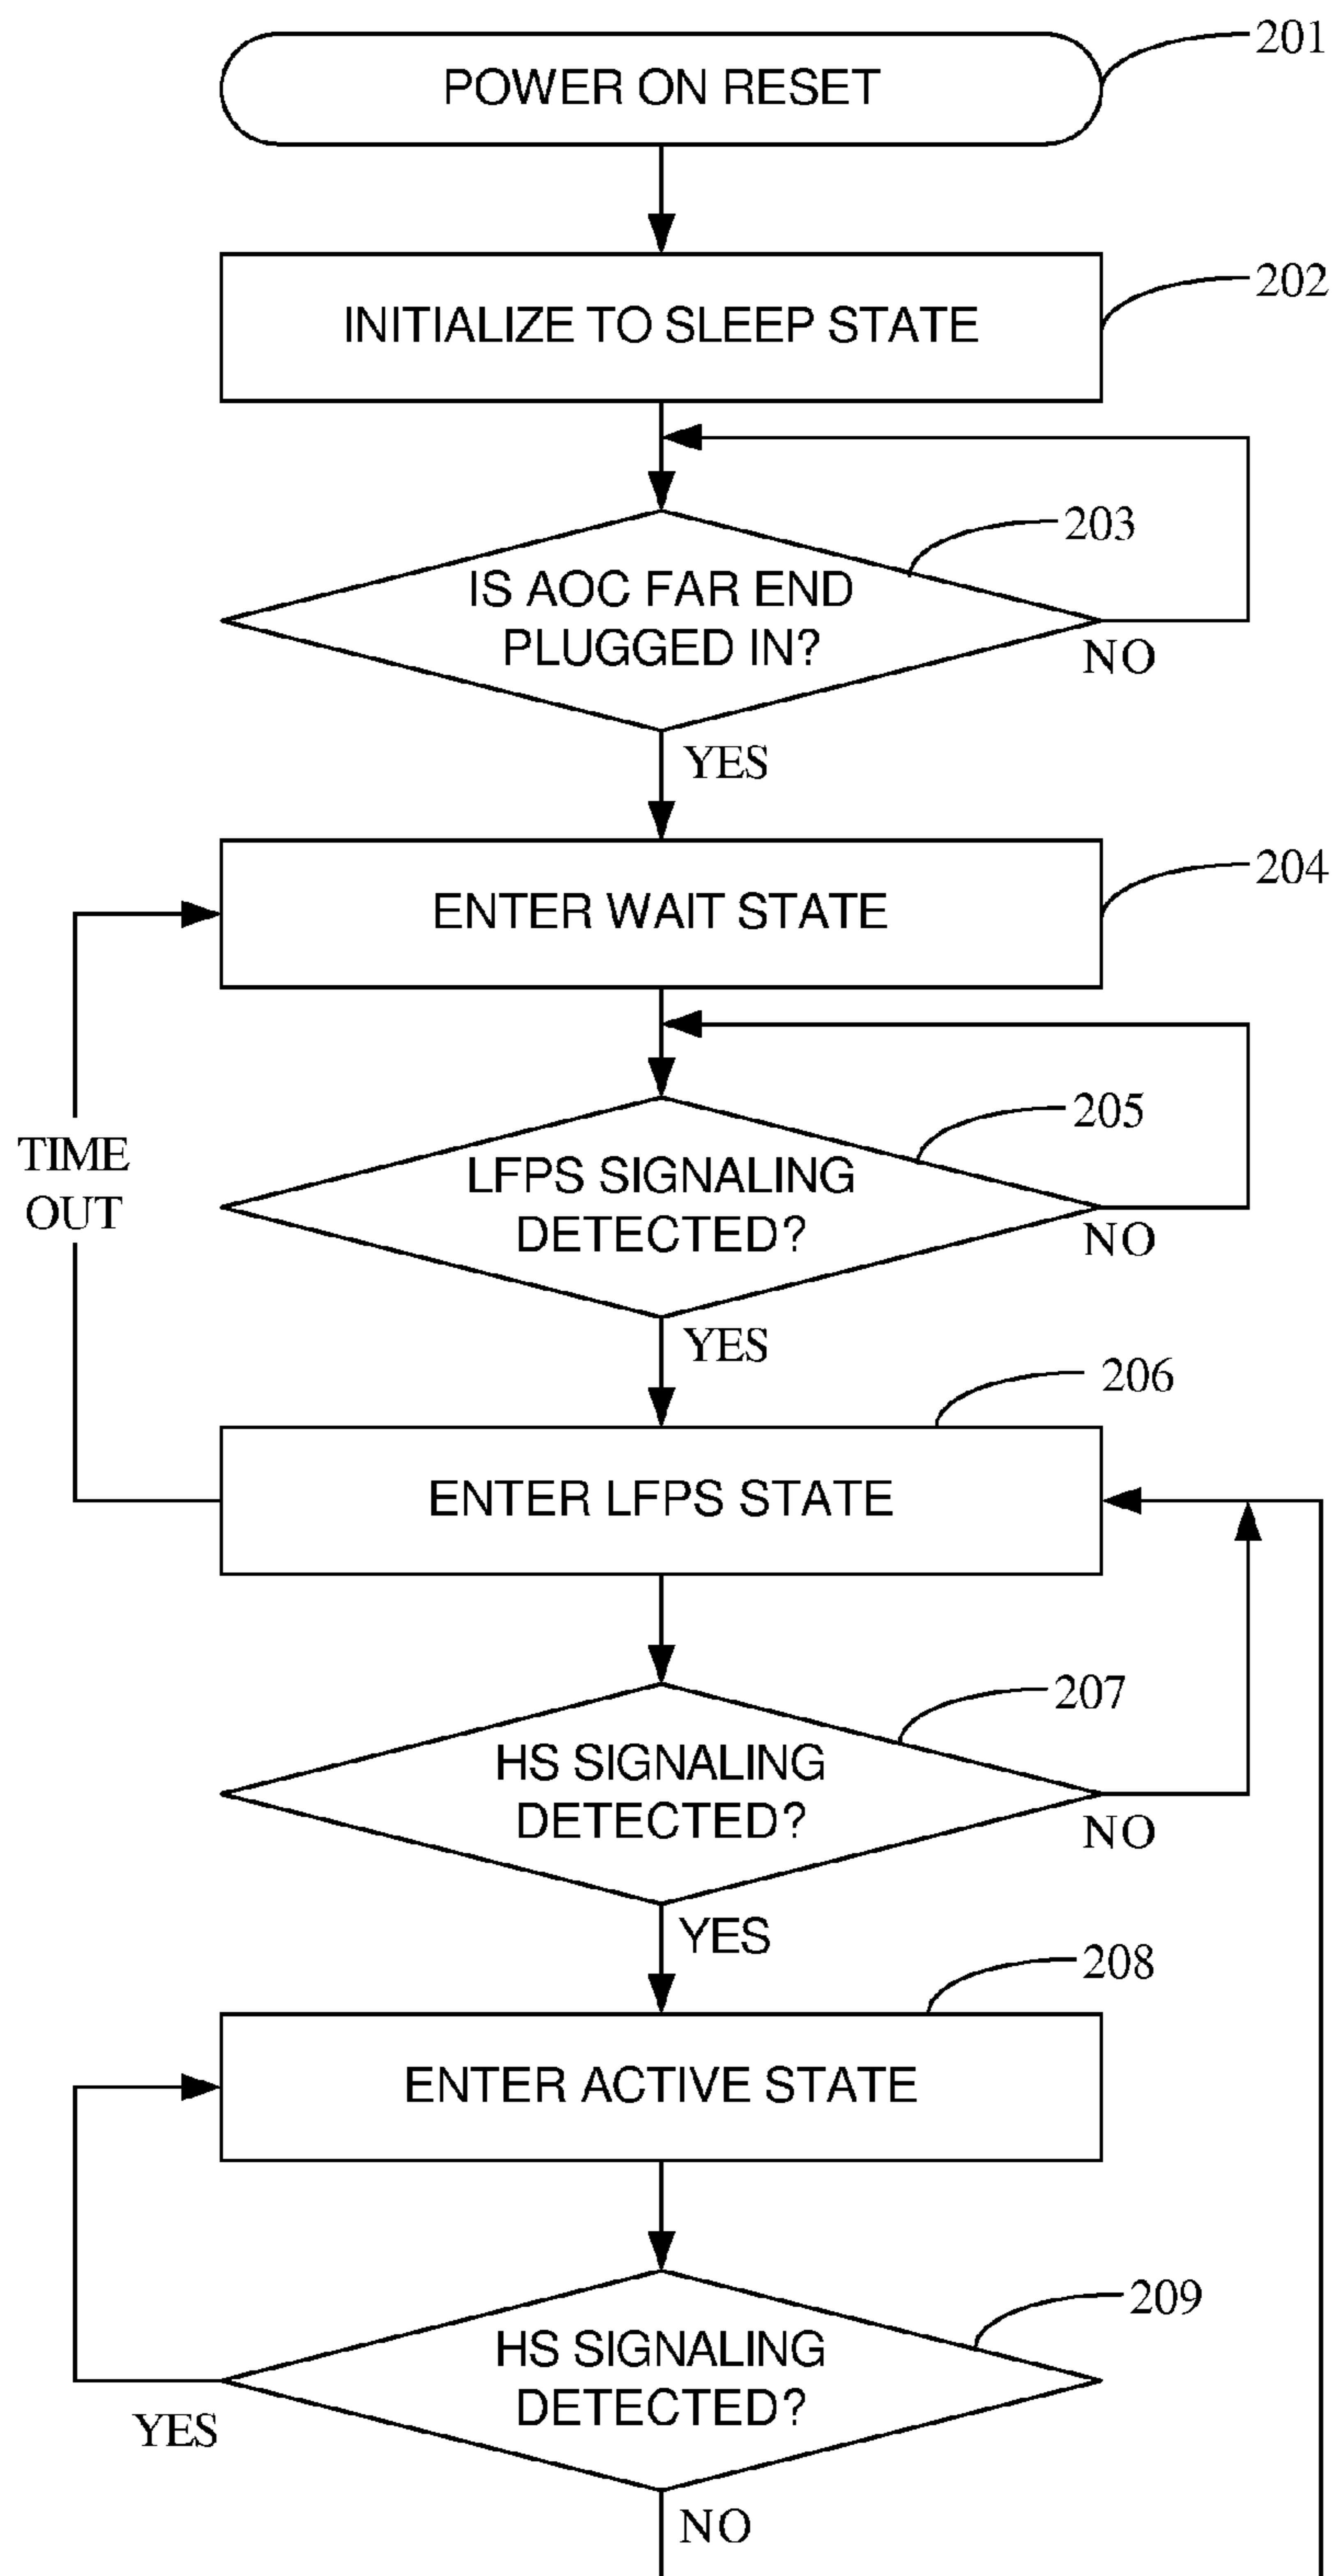 POWER ON RESET
201
INITIALIZE TO SLEEP STATE
202
203
IS AOC FAR END
PLUGGED IN?
NO
YES
ENTER WAIT STATE
204
205
TIME
OUT
LFPS SIGNALING
DETECTED?
NO
YES
206
ENTER LFPS STATE
207
HS SIGNALING
DETECTED?
NO
YES
208
ENTER ACTIVE STATE
209
HS SIGNALING
DETECTED?
YES
NO